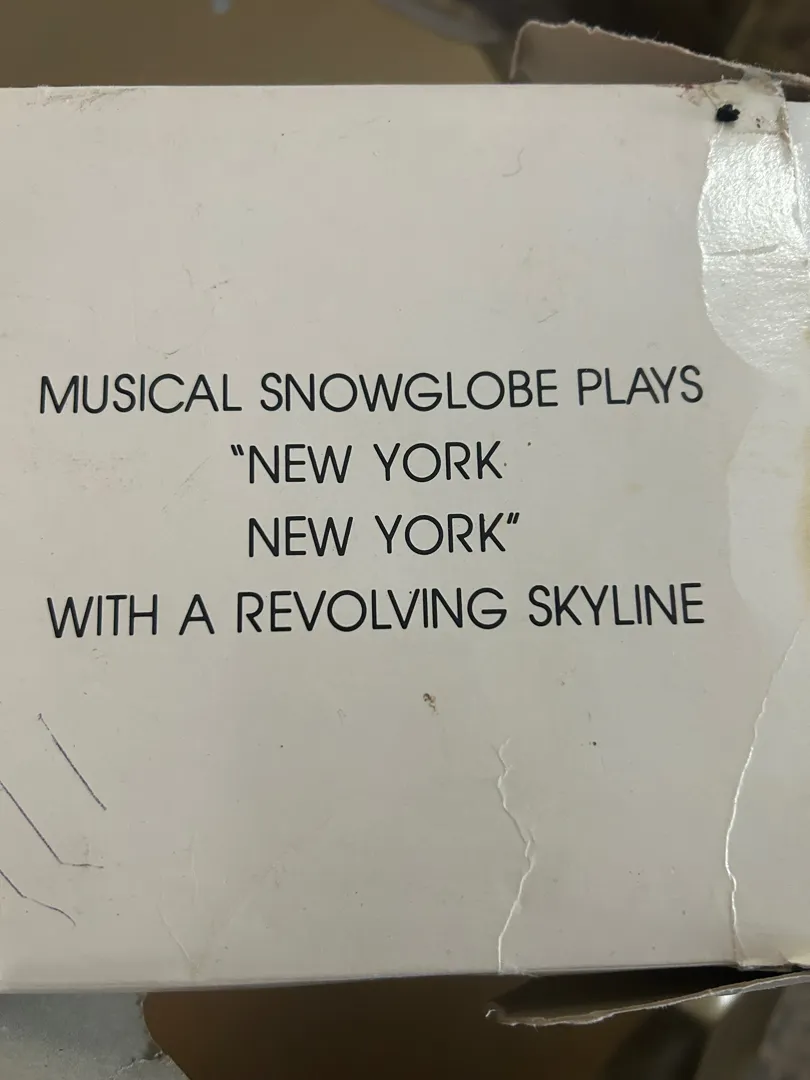 MUSICAL SNOWGLOBE PLAYS
"NEW YORK
NEW YORK"
WITH A REVOLVING SKYLINE